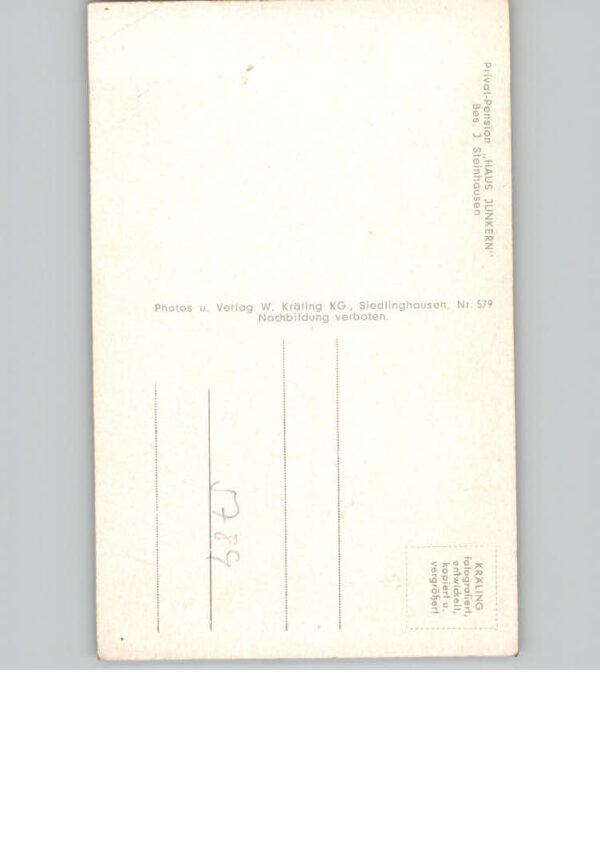 Privat-Pension „HAUS JUNKERN"
Bes. J. Steinhausen
Photos u. Verlag W. Kräling KG, Siedlinghausen, Nr. 579
Nachbildung verboten.
KRÄLING
fotografiert,
entwickelt,
kopiert u.
vergrößert